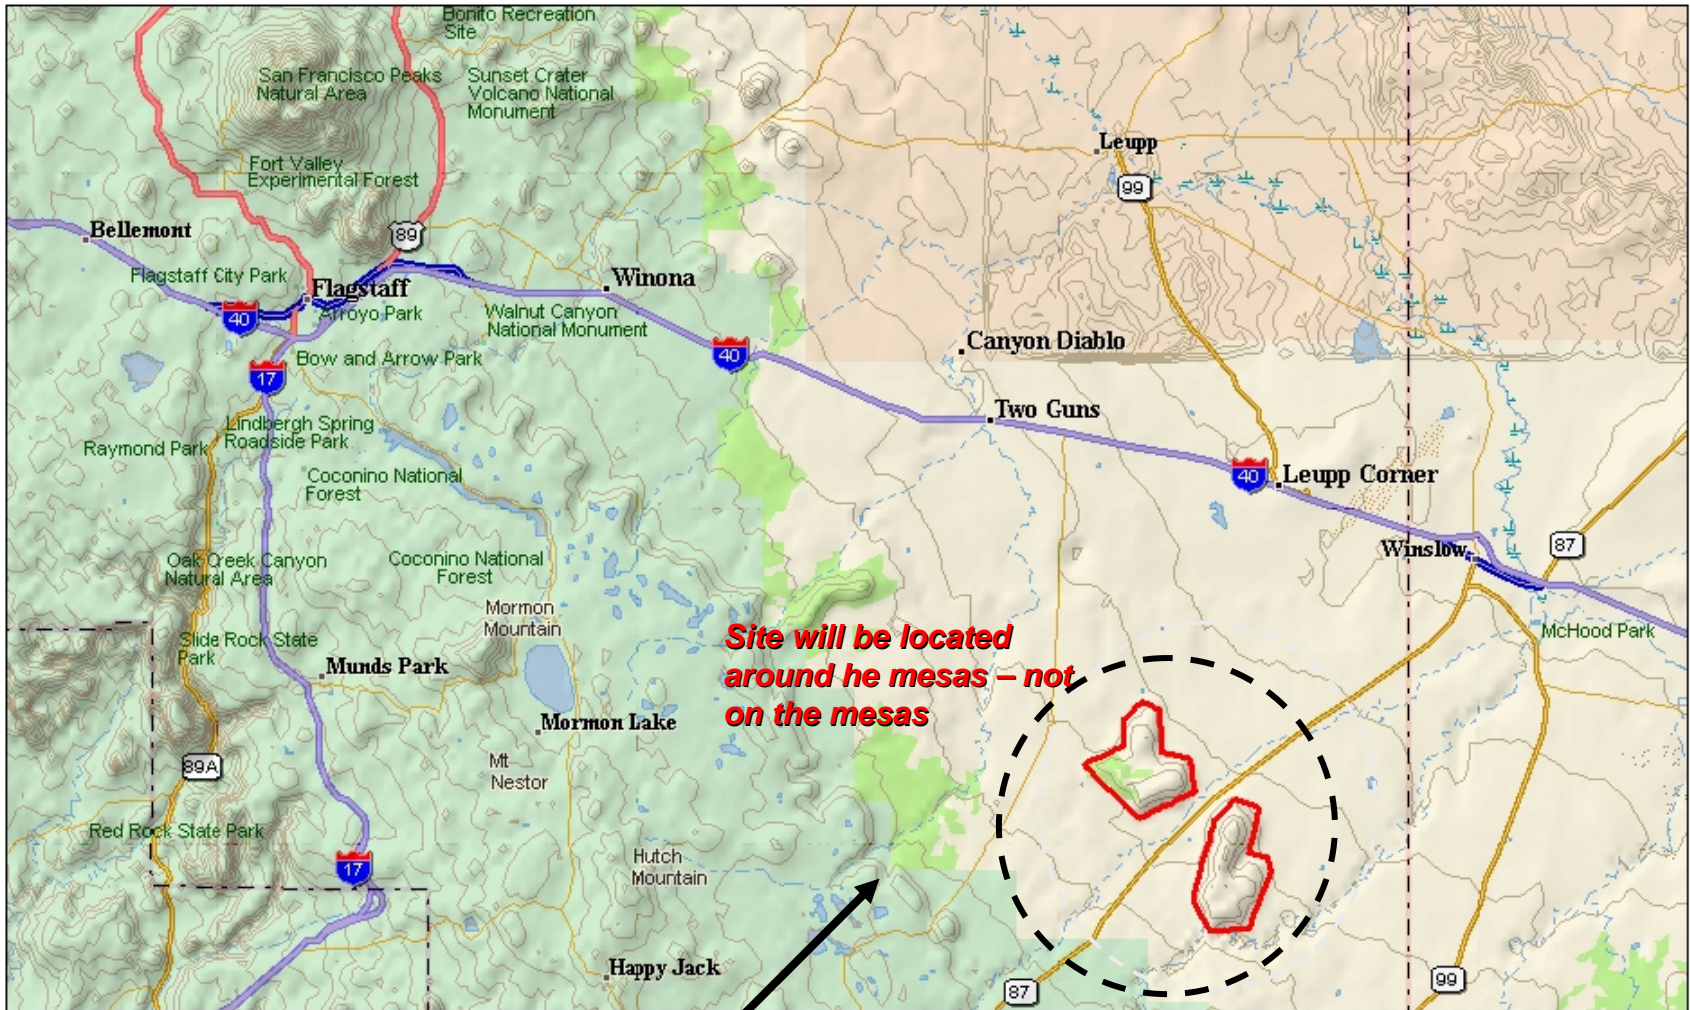 Bonito Recreation
Site
San Francisco Peaks
Natural Area
Sunset Crater
Volcano National
Monument
Leupp
Fort Valley
Experimental Forest
99
Bellemont
89
Flagstaff City Park
Flagstaff
Winona
40
Arroyo Park
Walnut Canyon
National Monument
Canyon Diablo
Bow and Arrow Park
40
17
Two Guns
Lindbergh Spring
Roadside Park
Raymond Park
Coconino National
Forest
40
Leupp Corner
Winslow
87
Oak Creek Canyon
Natural Area
Coconino National
Forest
Mormon
Mountain
Slide Rock State
Park
Site will be located
around he mesas – not
on the mesas
McHood Park
Munds Park
Mormon Lake
89A
Mt
Nestor
Red Rock State Park
17
Hutch
Mountain
Happy Jack
87
99